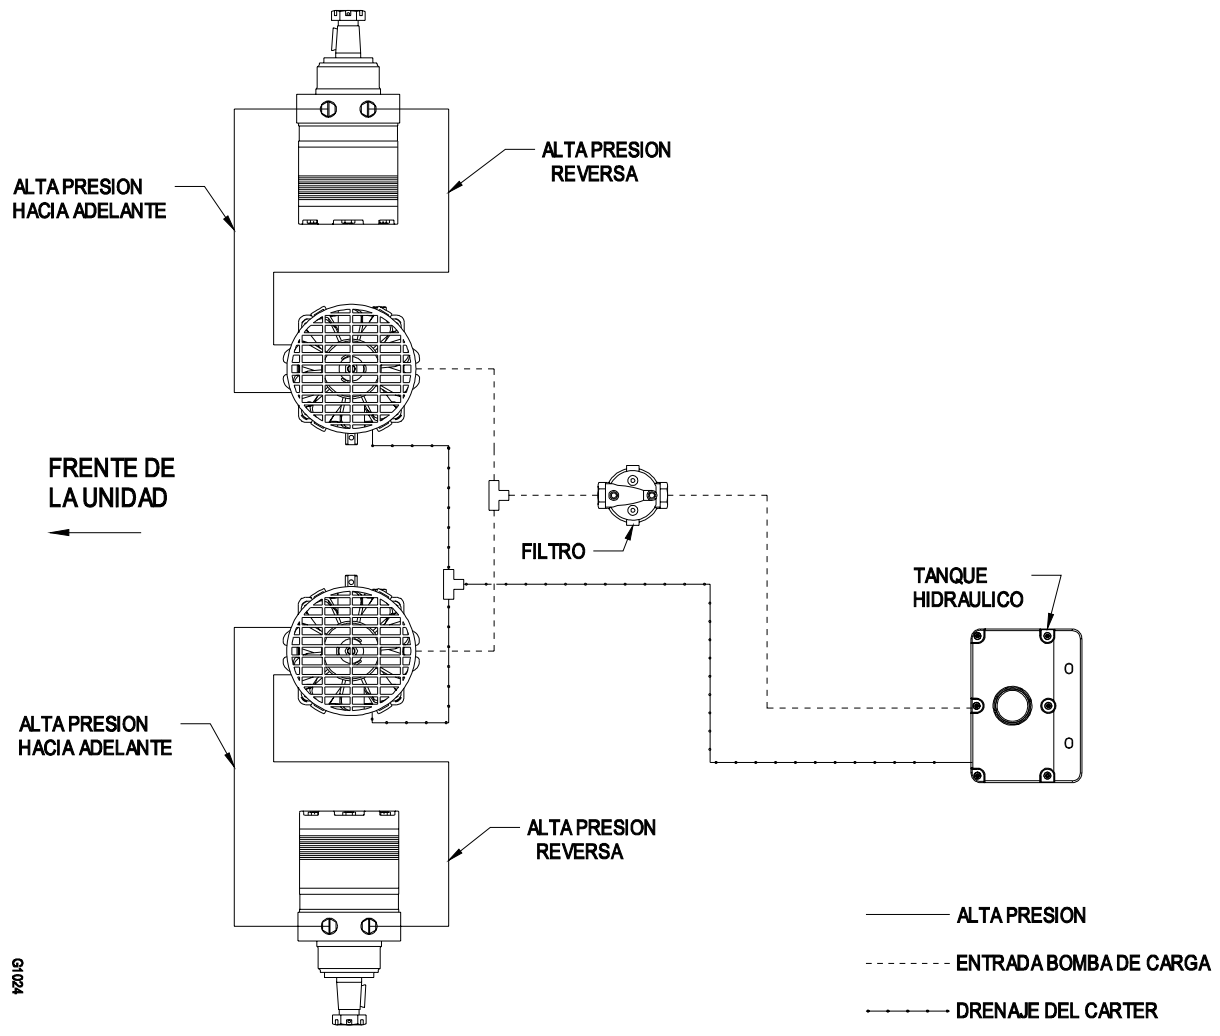 ALTA PRESION
REVERSA
ALTA PRESION
HACIA ADELANTE
FRENTE DE
LA UNIDAD
FILTRO
TANQUE
HIDRAULICO
ALTA PRESION
HACIA ADELANTE
ALTA PRESION
REVERSA
ALTA PRESION
ENTRADA BOMBA DE CARGA
DRENAJE DEL CARTER
G1024